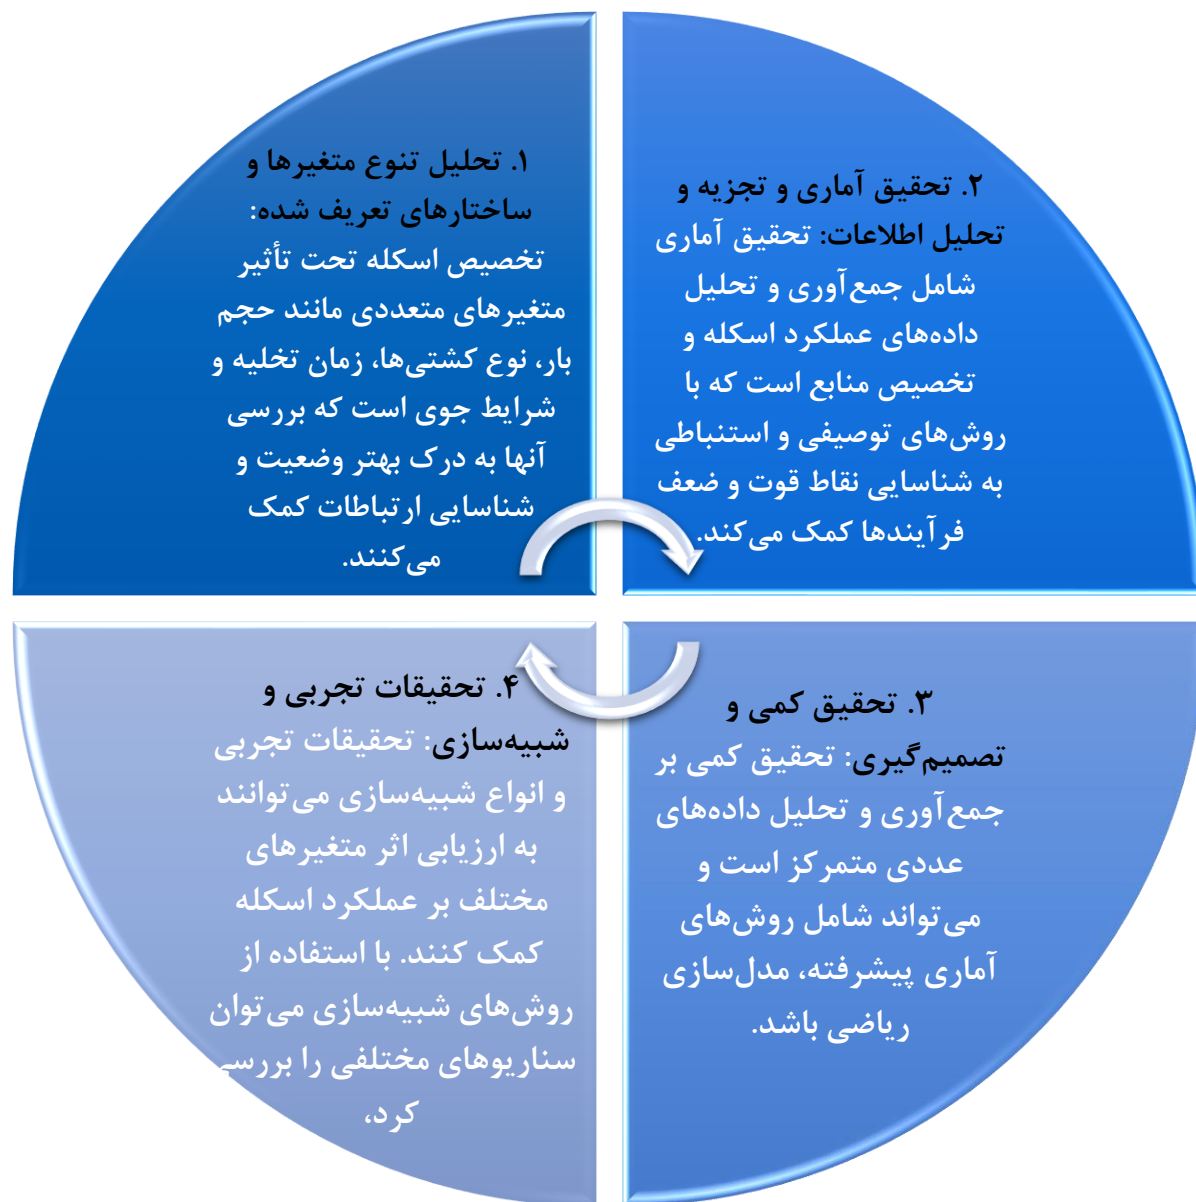 ۱. تحلیل تنوع متغیرها و
ساختارهای تعریف شده:
تخصیص اسکله تحت تأثیر
متغیرهای متعددی مانند حجم
بار، نوع کشتی‌ها، زمان تخلیه و
شرایط جوی است که بررسی
آنها به درک بهتر وضعیت و
شناسایی ارتباطات کمک
می‌کنند.
۲. تحقیق آماری و تجزیه و
تحلیل اطلاعات: تحقیق آماری
شامل جمع‌آوری و تحلیل
داده‌های عملکرد اسکله و
تخصیص منابع است که با
روش‌های توصیفی و استنباطی
به شناسایی نقاط قوت و ضعف
فرآیندها کمک می‌کند.
۳. تحقیق کمی و
تصمیم‌گیری: تحقیق کمی بر
جمع‌آوری و تحلیل داده‌های
عددی متمرکز است و
می‌تواند شامل روش‌های
آماری پیشرفته، مدل‌سازی
ریاضی باشد.
۴. تحقیقات تجربی و
شبیه‌سازی: تحقیقات تجربی
و انواع شبیه‌سازی می‌توانند
به ارزیابی اثر متغیرهای
مختلف بر عملکرد اسکله
کمک کنند. با استفاده از
روش‌های شبیه‌سازی می‌توان
سناریوهای مختلفی را بررسی
کرد،